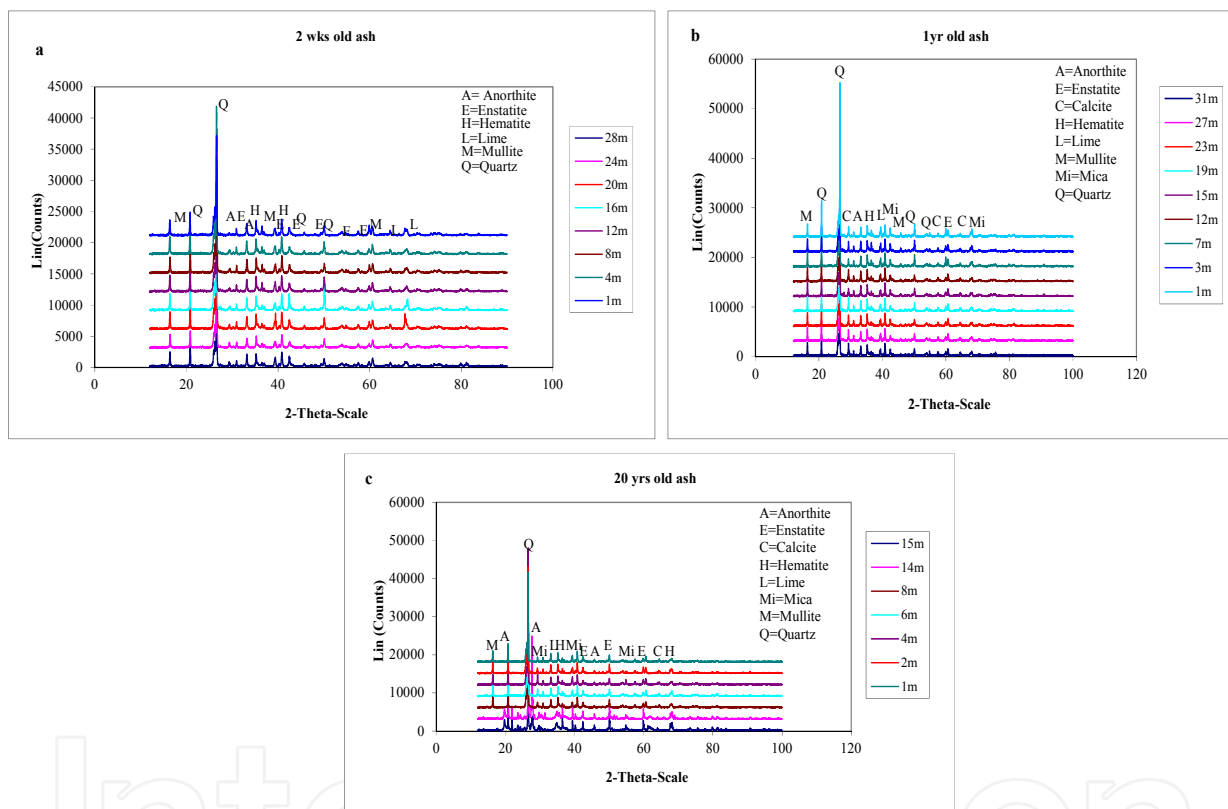 a
2 wks old ash
45000
40000
35000
30000
25000
20000
15000
10000
5000
0
Lin(Counts)
0 20 40 60 80 100
2-Theta-Scale
Q
M Q A E A H M H E E Q E Q E E M L L
A= Anorthite
E=Enstatite
H=Hematite
L=Lime
M=Mullite
Q=Quartz
28m
24m
20m
16m
12m
8m
4m
1m
b
1yr old ash
60000
50000
40000
30000
20000
10000
0
Lin(Counts)
0 20 40 60 80 100 120
2-Theta-Scale
Q
Q
M C A H L Mi M Q Q C E C Mi
A=Anorthite
E=Enstatite
C=Calcite
H=Hematite
L=Lime
M=Mullite
Mi=Mica
Q=Quartz
31m
27m
23m
19m
15m
12m
7m
3m
1m
c
20 yrs old ash
60000
50000
40000
30000
20000
10000
0
Lin (Counts)
0 20 40 60 80 100 120
2-Theta-Scale
Q
M A A Mi L H H Mi E A E Mi E C H
A=Anorthite
E=Enstatite
C=Calcite
H=Hematite
L=Lime
Mi=Mica
M=Mullite
Q=Quartz
15m
14m
8m
6m
4m
2m
1m